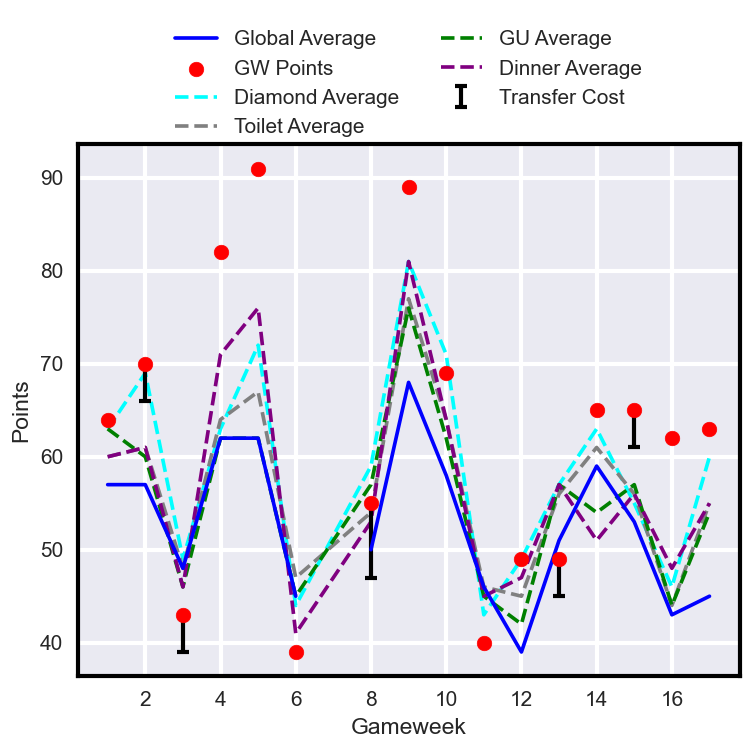 Global Average
GW Points
Diamond Average
Toilet Average
GU Average
Dinner Average
Transfer Cost
90
80
70
60
50
40
Points
2 4 6 8 10 12 14 16
Gameweek